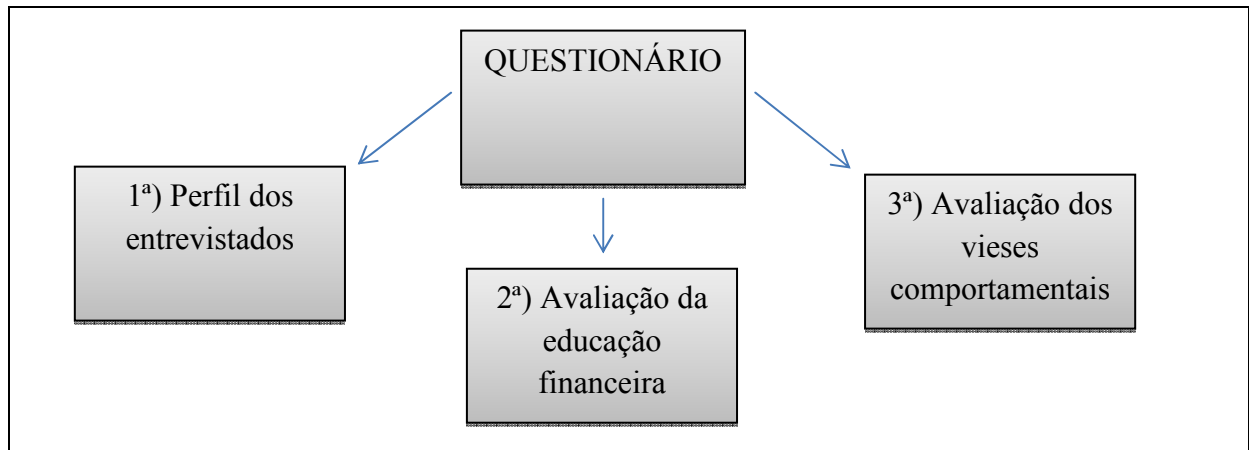 QUESTIONÁRIO
1ª) Perfil dos
entrevistados
2ª) Avaliação da
educação
financeira
3ª) Avaliação dos
vieses
comportamentais